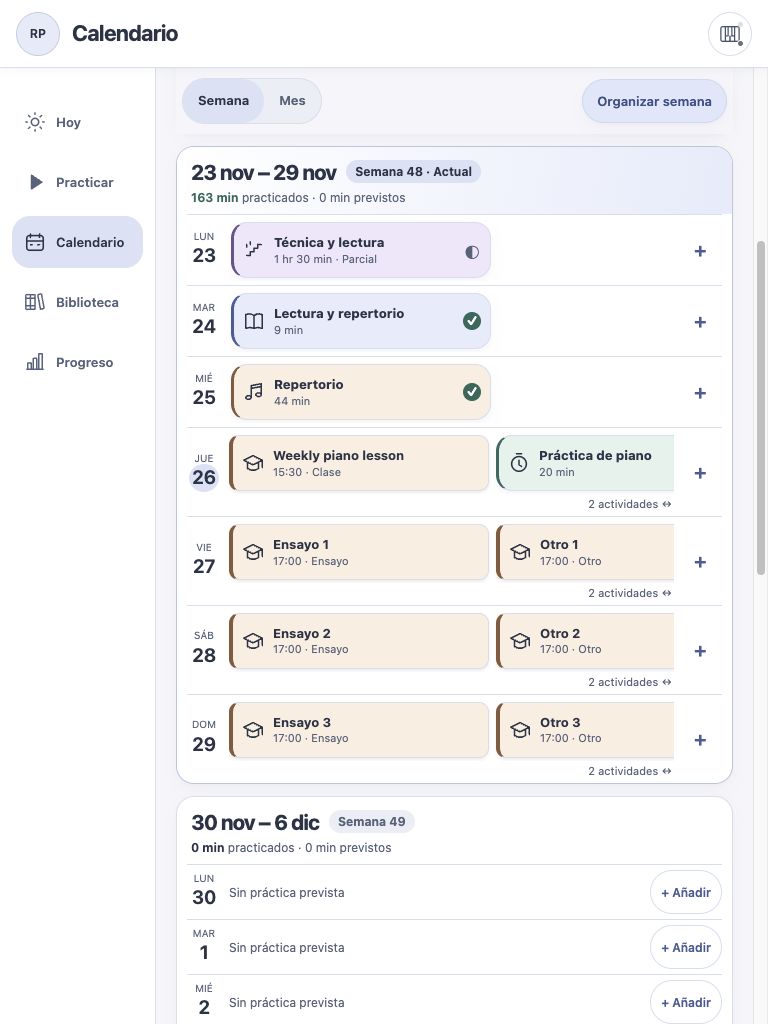 RP
Calendario
Hoy
Practicar
Calendario
Biblioteca
Progreso
Semana
Mes
Organizar semana
23 nov – 29 nov
Semana 48 · Actual
163 min practicados · 0 min previstos
LUN
23
Técnica y lectura
1 hr 30 min · Parcial
+
MAR
24
Lectura y repertorio
9 min
+
MIÉ
25
Repertorio
44 min
+
JUE
26
Weekly piano lesson
15:30 · Clase
Práctica de piano
20 min
+
2 actividades ↔
VIE
27
Ensayo 1
17:00 · Ensayo
Otro 1
17:00 · Otro
+
2 actividades ↔
SÁB
28
Ensayo 2
17:00 · Ensayo
Otro 2
17:00 · Otro
+
2 actividades ↔
DOM
29
Ensayo 3
17:00 · Ensayo
Otro 3
17:00 · Otro
+
2 actividades ↔
30 nov – 6 dic
Semana 49
0 min practicados · 0 min previstos
LUN
30
Sin práctica prevista
+ Añadir
MAR
1
Sin práctica prevista
+ Añadir
MIÉ
2
Sin práctica prevista
+ Añadir